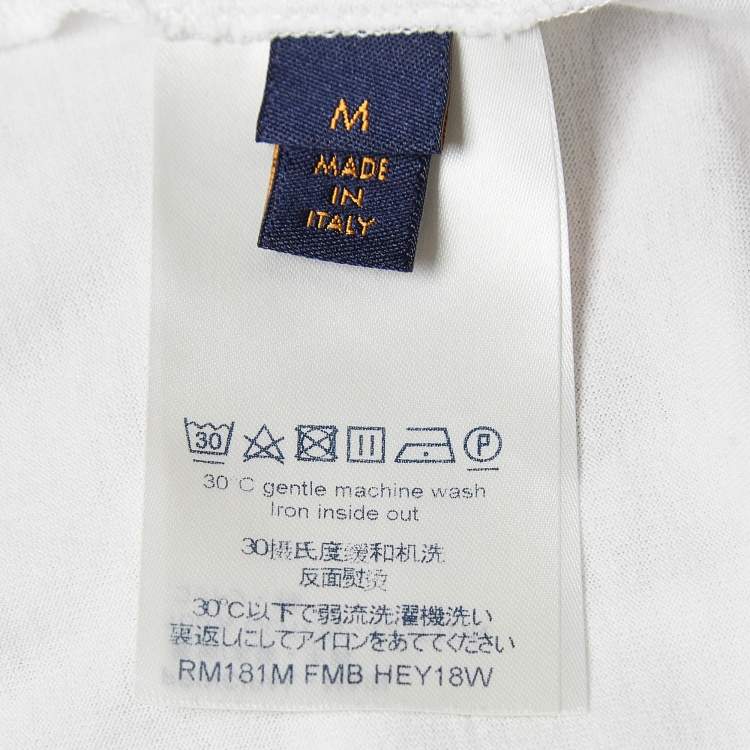 M
MADE
IN
ITALY
30
P
30 C gentle machine wash
Iron inside out
30摄氏度缓和机洗
反面熨烫
30℃以下で弱流洗濯機洗い
裏返しにしてアイロンをあててください
RM181M FMB HEY18W